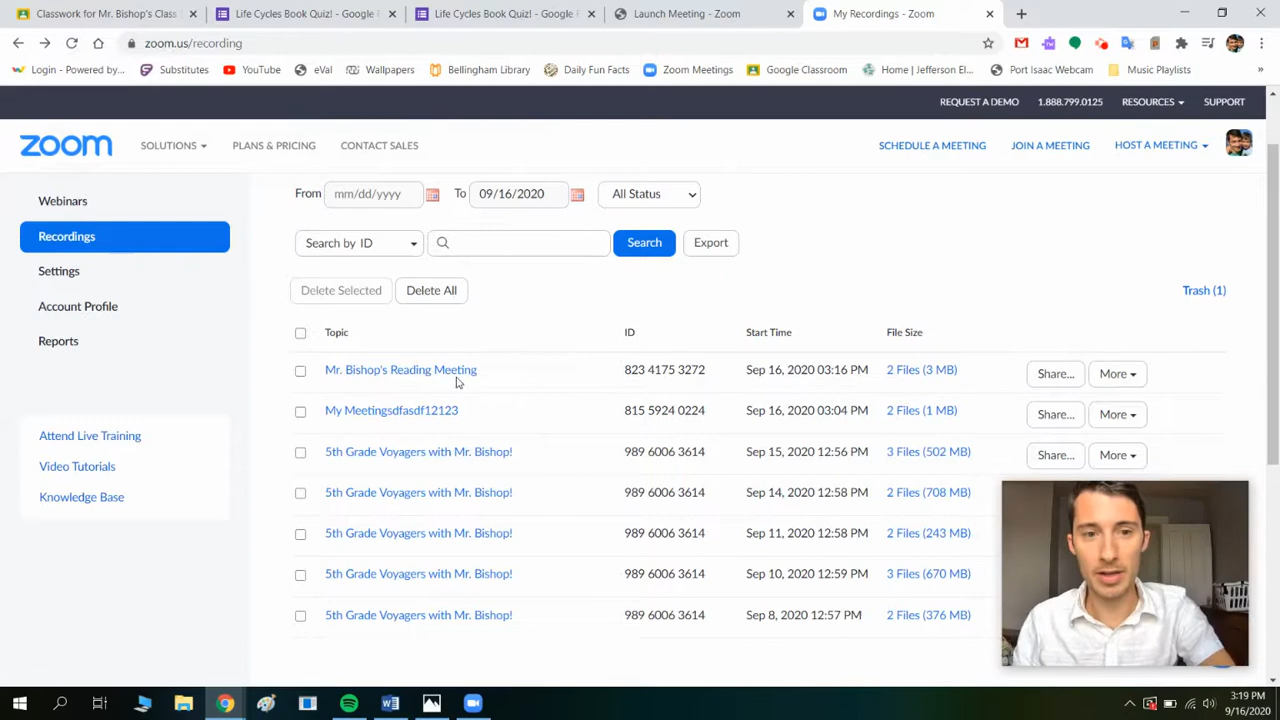 Classwork for Mr. Bishop's Class
Life Cycles Book Quiz! - Google F
Life Cycles Book Quiz! - Google F
Launch Meeting - Zoom
My Recordings - Zoom
zoom.us/recording
Login - Powered by...
Substitutes
YouTube
eVal
Wallpapers
Bellingham Library
Daily Fun Facts
Zoom Meetings
Google Classroom
Home | Jefferson El...
Port Isaac Webcam
Music Playlists
REQUEST A DEMO 1.888.799.0125 RESOURCES SUPPORT
zoom SOLUTIONS PLANS & PRICING CONTACT SALES SCHEDULE A MEETING JOIN A MEETING HOST A MEETING
Webinars
Recordings
Settings
Account Profile
Reports
Attend Live Training
Video Tutorials
Knowledge Base
From mm/dd/yyyy To 09/16/2020 All Status
Search by ID Search Export
Delete Selected Delete All Trash (1)
Topic ID Start Time File Size
Mr. Bishop's Reading Meeting 823 4175 3272 Sep 16, 2020 03:16 PM 2 Files (3 MB) Share... More
My Meetingsdfasdf12123 815 5924 0224 Sep 16, 2020 03:04 PM 2 Files (1 MB) Share... More
5th Grade Voyagers with Mr. Bishop! 989 6006 3614 Sep 15, 2020 12:56 PM 3 Files (502 MB) Share... More
5th Grade Voyagers with Mr. Bishop! 989 6006 3614 Sep 14, 2020 12:58 PM 2 Files (708 MB)
5th Grade Voyagers with Mr. Bishop! 989 6006 3614 Sep 11, 2020 12:58 PM 2 Files (243 MB)
5th Grade Voyagers with Mr. Bishop! 989 6006 3614 Sep 10, 2020 12:59 PM 3 Files (670 MB)
5th Grade Voyagers with Mr. Bishop! 989 6006 3614 Sep 8, 2020 12:57 PM 2 Files (376 MB)
3:19 PM
9/16/2020